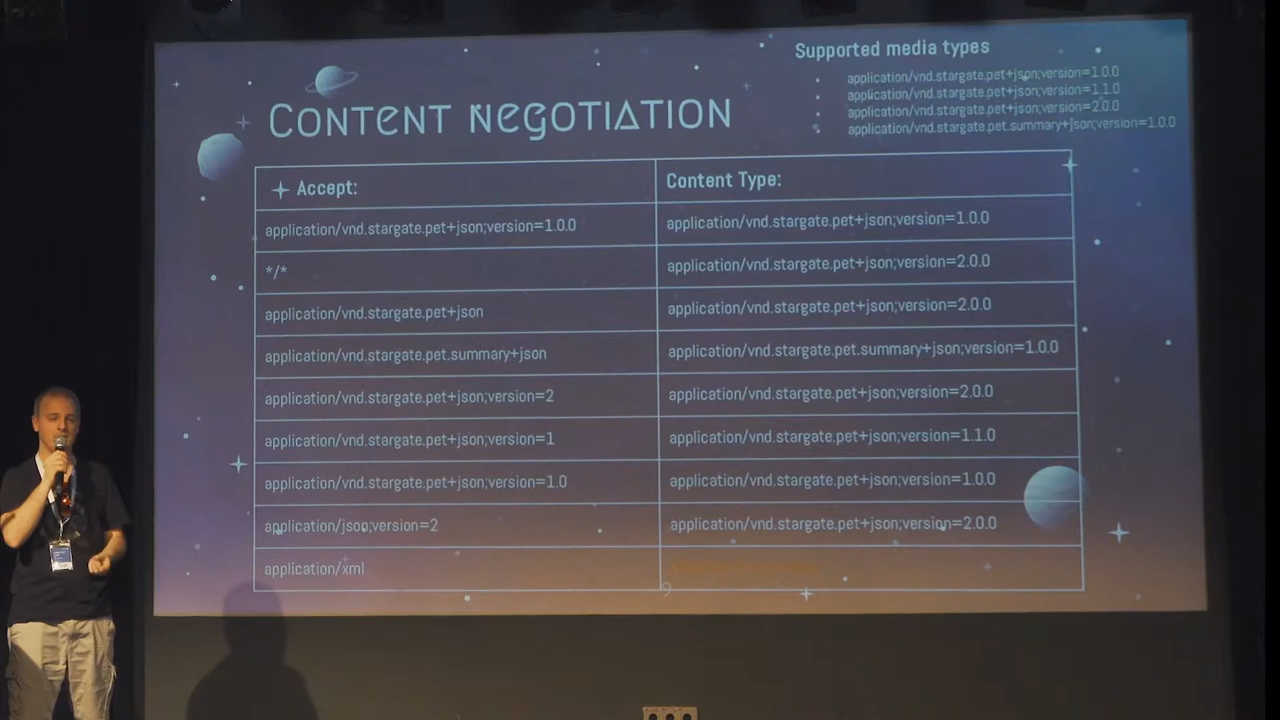 Supported media types
application/vnd.stargate.pet+json;version=1.0.0
application/vnd.stargate.pet+json;version=1.1.0
application/vnd.stargate.pet+json;version=2.0.0
application/vnd.stargate.pet.summary+json;version=1.0.0
CONTENT NEGOTIATION
Accept: Content Type:
application/vnd.stargate.pet+json;version=1.0.0 application/vnd.stargate.pet+json;version=1.0.0
*/* application/vnd.stargate.pet+json;version=2.0.0
application/vnd.stargate.pet+json application/vnd.stargate.pet+json;version=2.0.0
application/vnd.stargate.pet.summary+json application/vnd.stargate.pet.summary+json;version=1.0.0
application/vnd.stargate.pet+json;version=2 application/vnd.stargate.pet+json;version=2.0.0
application/vnd.stargate.pet+json;version=1 application/vnd.stargate.pet+json;version=1.1.0
application/vnd.stargate.pet+json;version=1.0 application/vnd.stargate.pet+json;version=1.0.0
application/json;version=2 application/vnd.stargate.pet+json;version=2.0.0
application/xml